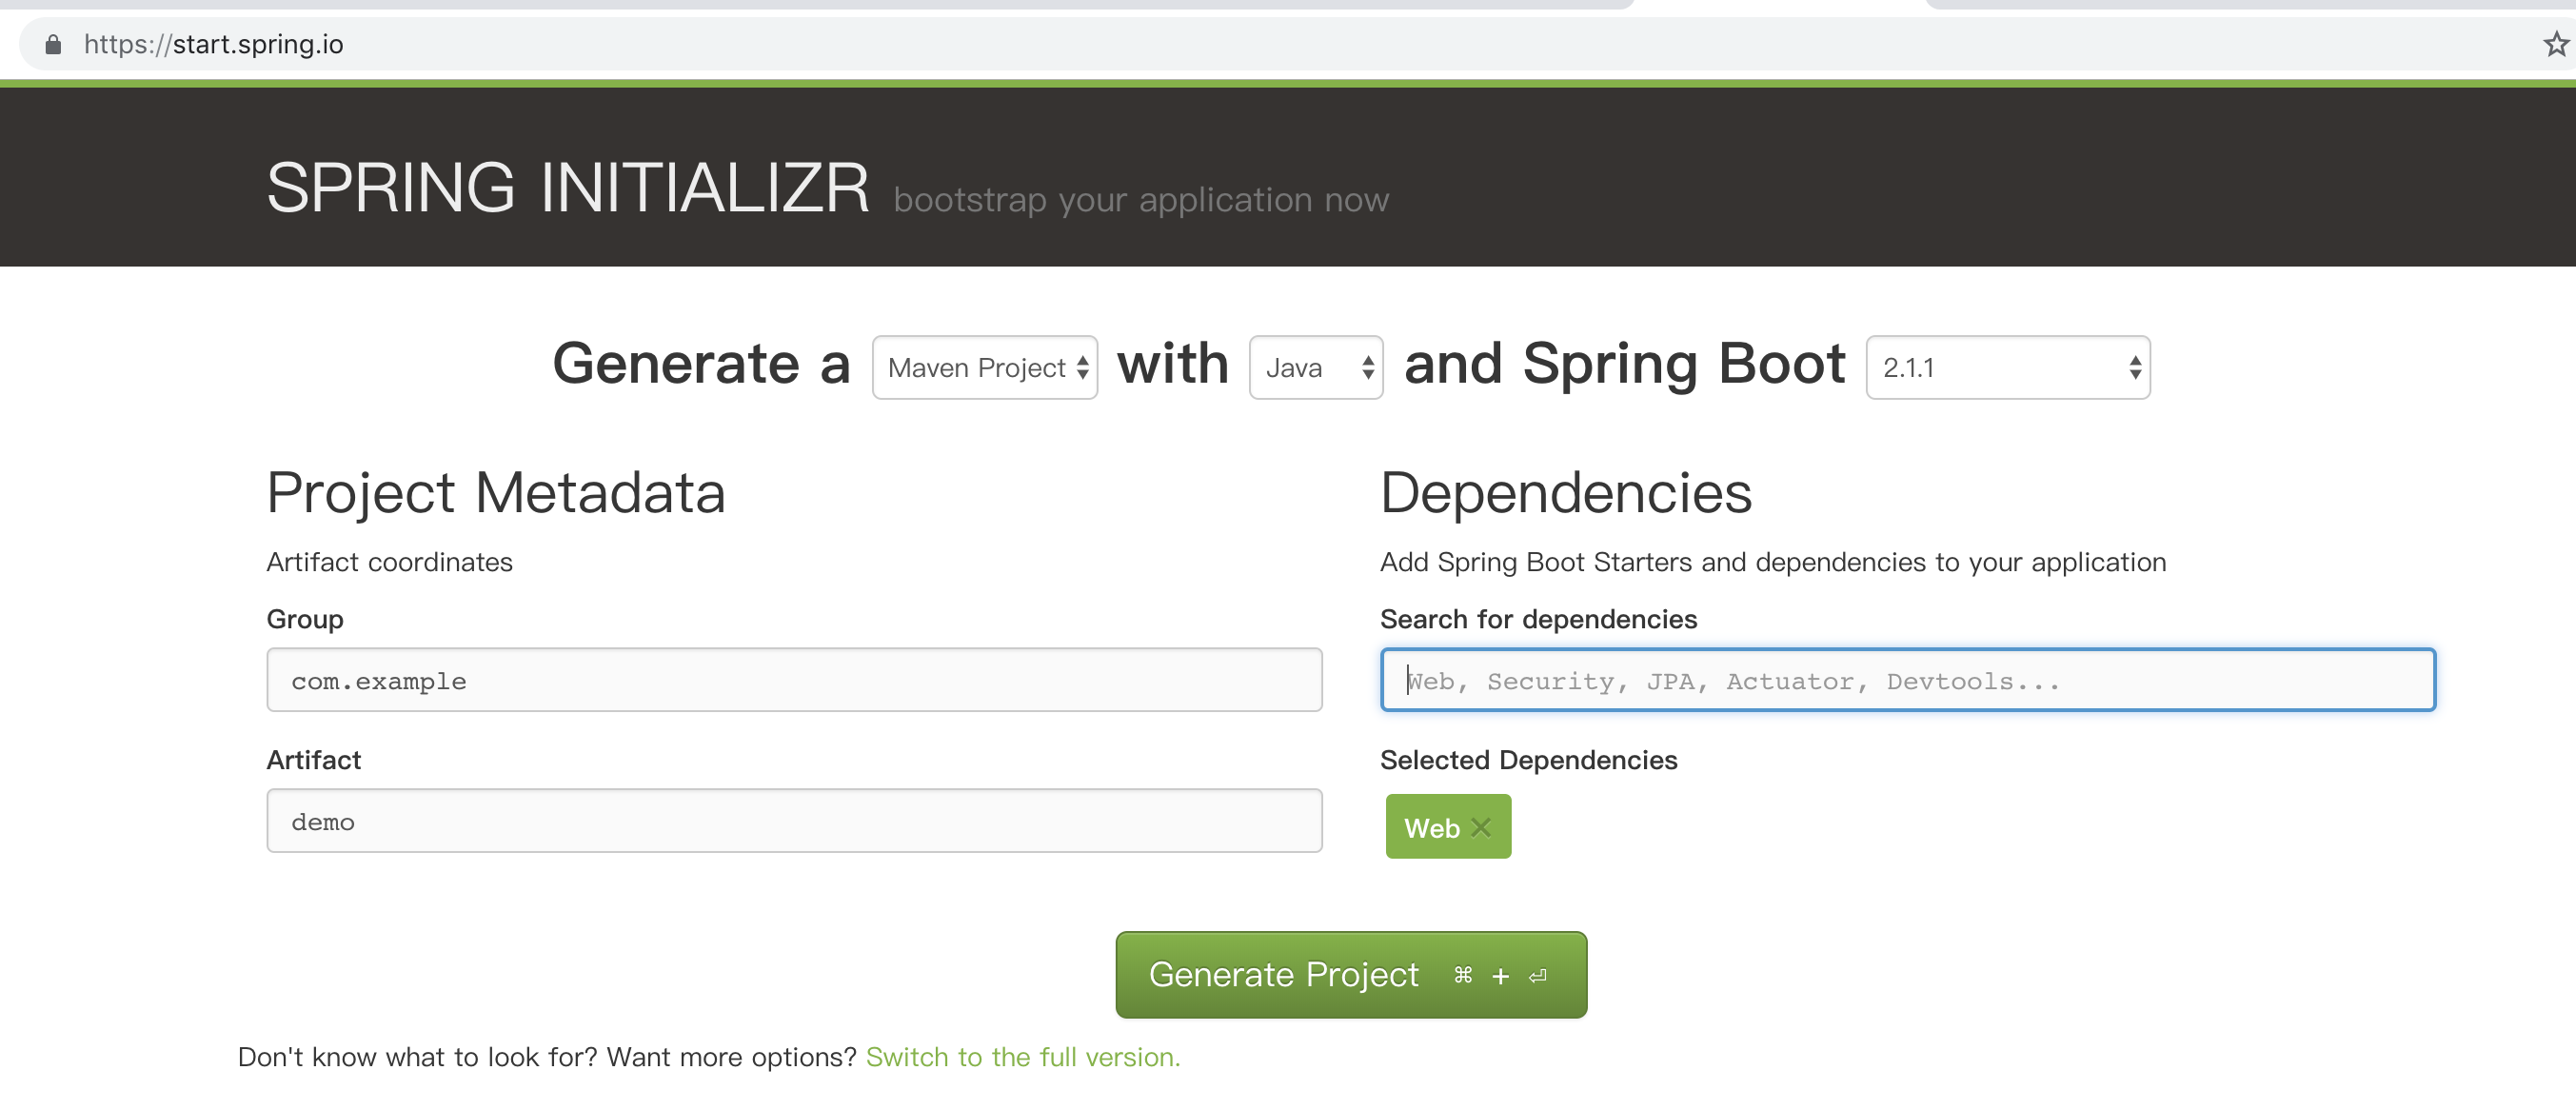 https://start.spring.io
SPRING INITIALIZR bootstrap your application now
Generate a Maven Project with Java and Spring Boot 2.1.1
Project Metadata
Artifact coordinates
Group
com.example
Artifact
demo
Dependencies
Add Spring Boot Starters and dependencies to your application
Search for dependencies
Web, Security, JPA, Actuator, Devtools...
Selected Dependencies
Web ×
Generate Project ⌘ + ⏎
Don't know what to look for? Want more options? Switch to the full version.